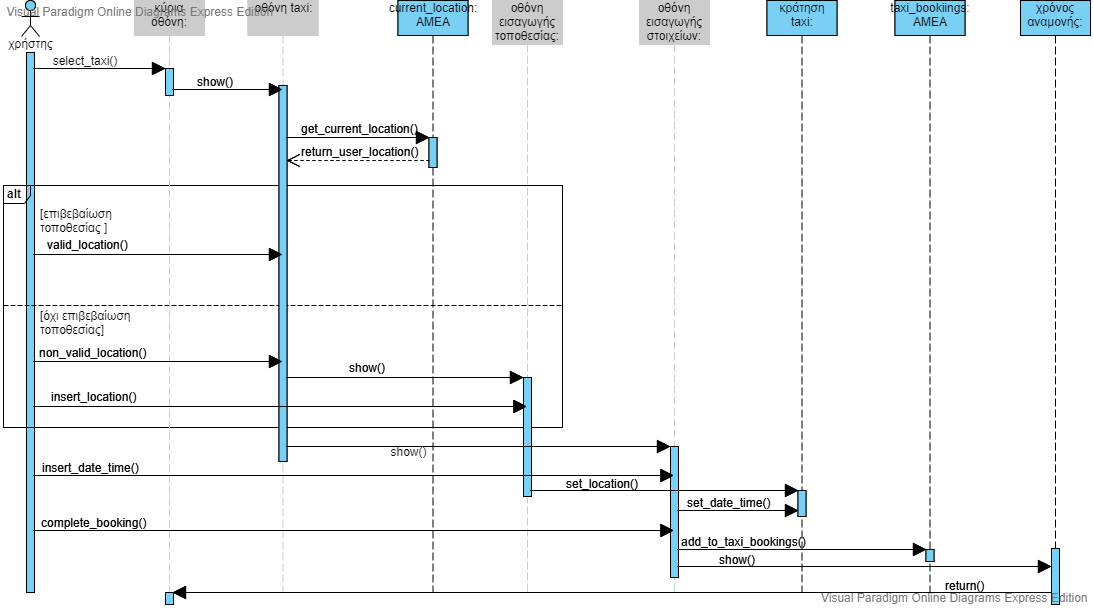 Visual Paradigm Online Diagrams Express Edition
χρήστης
κύρια
οθόνη:
οθόνη taxi:
current_location:
ΑΜΕΑ
οθόνη
εισαγωγής
τοποθεσίας:
οθόνη
εισαγωγής
στοιχείων:
κράτηση
taxi:
taxi_bookiings:
ΑΜΕΑ
χρόνος
αναμονής:
select_taxi()
show()
get_current_location()
return_user_location()
alt
[επιβεβαίωση
τοποθεσίας ]
valid_location()
[όχι επιβεβαίωση
τοποθεσίας]
non_valid_location()
show()
insert_location()
show()
insert_date_time()
set_location()
set_date_time()
complete_booking()
add_to_taxi_bookings()
show()
return()
Visual Paradigm Online Diagrams Express Edition